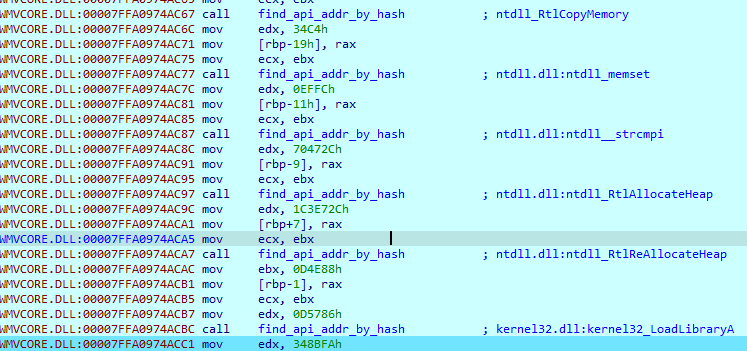 WMVCORE.DLL:00007FFA0974AC67 call find_api_addr_by_hash ; ntdll_RtlCopyMemory
WMVCORE.DLL:00007FFA0974AC6C mov edx, 34C4h
WMVCORE.DLL:00007FFA0974AC71 mov [rbp-19h], rax
WMVCORE.DLL:00007FFA0974AC75 mov ecx, ebx
WMVCORE.DLL:00007FFA0974AC77 call find_api_addr_by_hash ; ntdll.dll:ntdll_memset
WMVCORE.DLL:00007FFA0974AC7C mov edx, 0EFFCh
WMVCORE.DLL:00007FFA0974AC81 mov [rbp-11h], rax
WMVCORE.DLL:00007FFA0974AC85 mov ecx, ebx
WMVCORE.DLL:00007FFA0974AC87 call find_api_addr_by_hash ; ntdll.dll:ntdll__strcmpi
WMVCORE.DLL:00007FFA0974AC8C mov edx, 70472Ch
WMVCORE.DLL:00007FFA0974AC91 mov [rbp-9], rax
WMVCORE.DLL:00007FFA0974AC95 mov ecx, ebx
WMVCORE.DLL:00007FFA0974AC97 call find_api_addr_by_hash ; ntdll.dll:ntdll_RtlAllocateHeap
WMVCORE.DLL:00007FFA0974AC9C mov edx, 1C3E72Ch
WMVCORE.DLL:00007FFA0974ACA1 mov [rbp+7], rax
WMVCORE.DLL:00007FFA0974ACA5 mov ecx, ebx
WMVCORE.DLL:00007FFA0974ACA7 call find_api_addr_by_hash ; ntdll.dll:ntdll_RtlReAllocateHeap
WMVCORE.DLL:00007FFA0974ACAC mov ebx, 0D4E88h
WMVCORE.DLL:00007FFA0974ACB1 mov [rbp-1], rax
WMVCORE.DLL:00007FFA0974ACB5 mov ecx, ebx
WMVCORE.DLL:00007FFA0974ACB7 mov edx, 0D5786h
WMVCORE.DLL:00007FFA0974ACBC call find_api_addr_by_hash ; kernel32.dll:kernel32_LoadLibraryA
WMVCORE.DLL:00007FFA0974ACC1 mov edx, 348BFAh